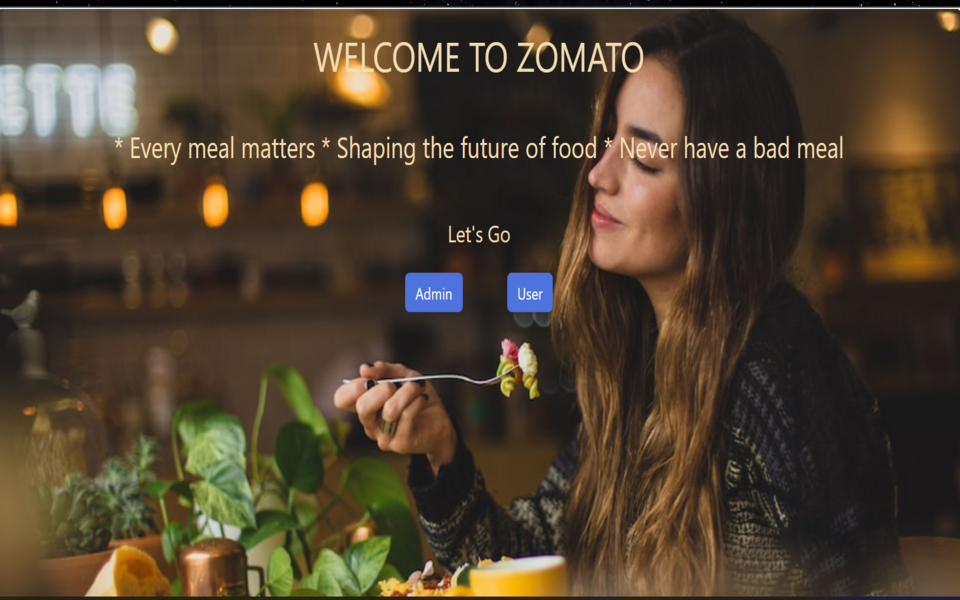 WELCOME TO ZOMATO
ETTE
* Every meal matters * Shaping the future of food * Never have a bad meal
Let's Go
Admin
User